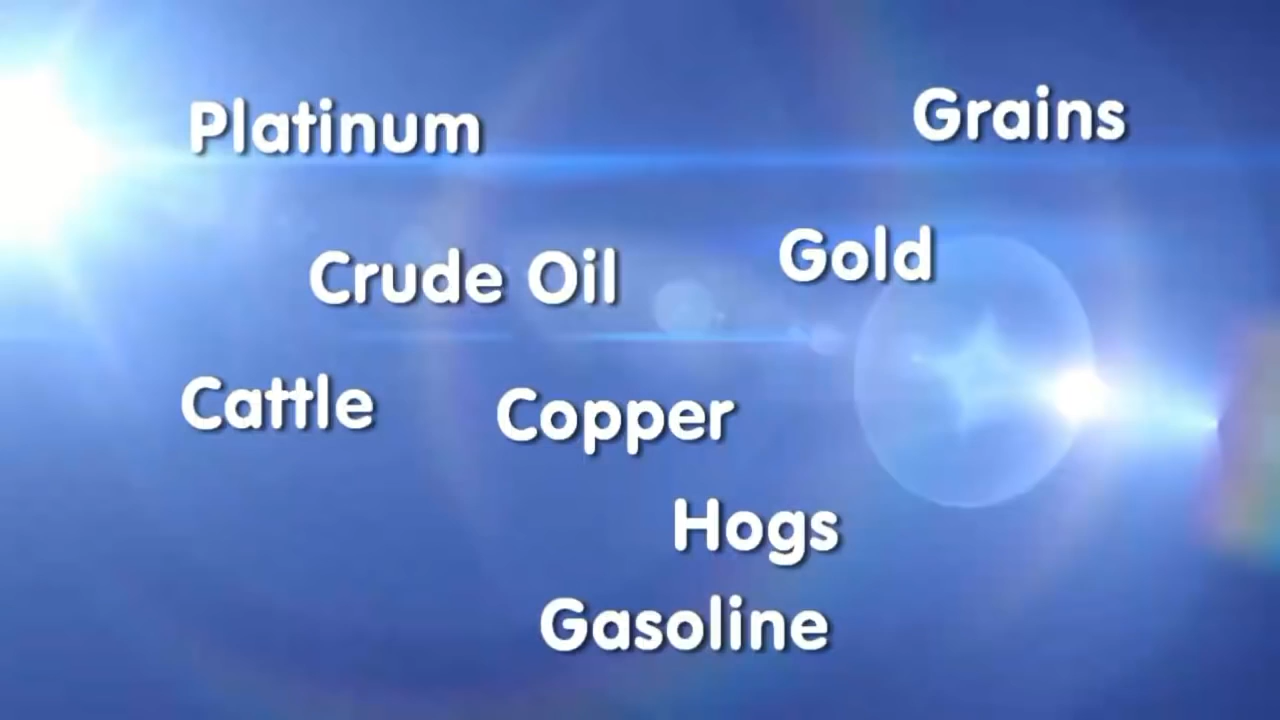 Platinum
Grains
Crude Oil
Gold
Cattle
Copper
Hogs
Gasoline